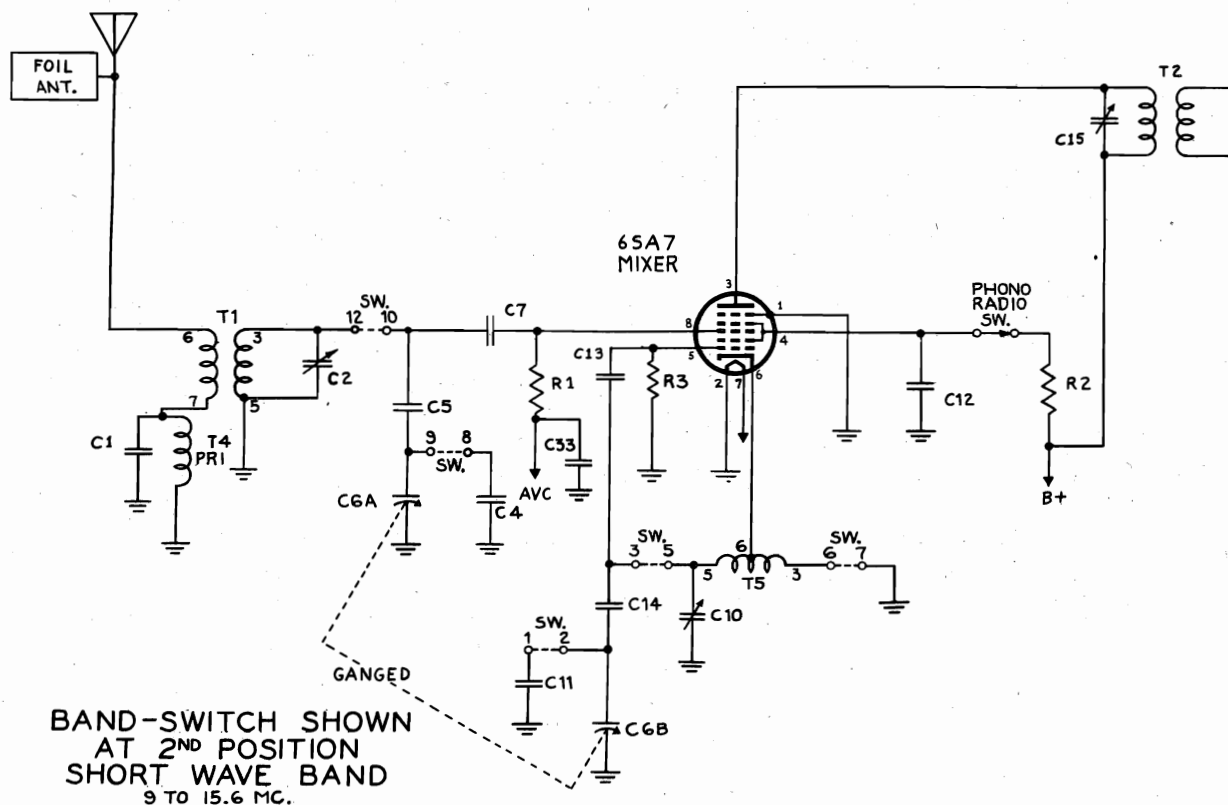 FOIL
ANT.
T2
C15
6SA7
MIXER
3
1
8
4
5
2
7
6
PHONO
RADIO
SW.
T1
6
3
7
5
C2
SW.
12 10
C7
C13
R3
R1
C5
C33
AVC
C12
R2
B+
C1
T4
PRI
9 8
SW.
C6A
C4
SW.
3 5
6
5
3
T5
SW.
6 7
C14
C10
SW.
1 2
C11
GANGED
C6B
BAND-SWITCH SHOWN
AT 2ND POSITION
SHORT WAVE BAND
9 TO 15.6 MC.